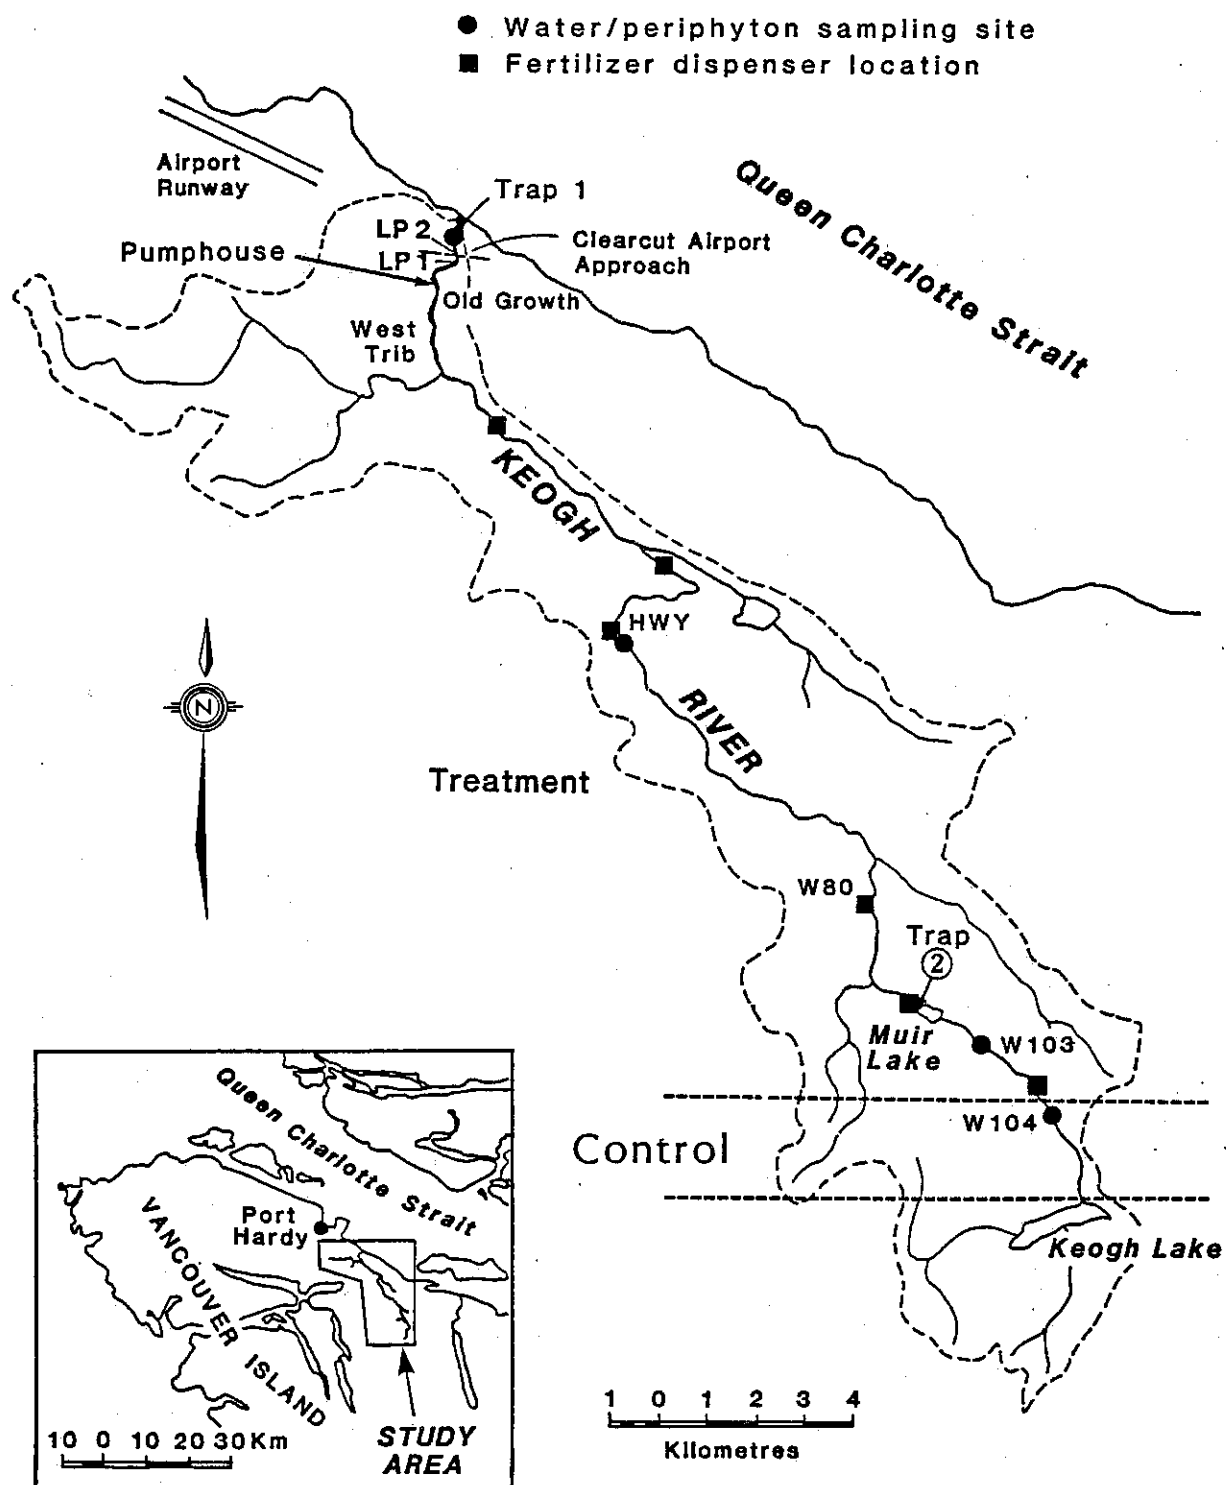 Water/periphyton sampling site
Fertilizer dispenser location
Airport
Runway
Trap 1
LP 2
LP 1
Clearcut Airport
Approach
Pumphouse
Old Growth
West
Trib
Queen Charlotte Strait
KEOGH
RIVER
HWY
N
Treatment
W80
Trap
2
Muir
Lake
W103
W104
Control
Keogh Lake
Queen Charlotte Strait
Port
Hardy
VANCOUVER ISLAND
STUDY
AREA
10 0 10 20 30 Km
1 0 1 2 3 4
Kilometres